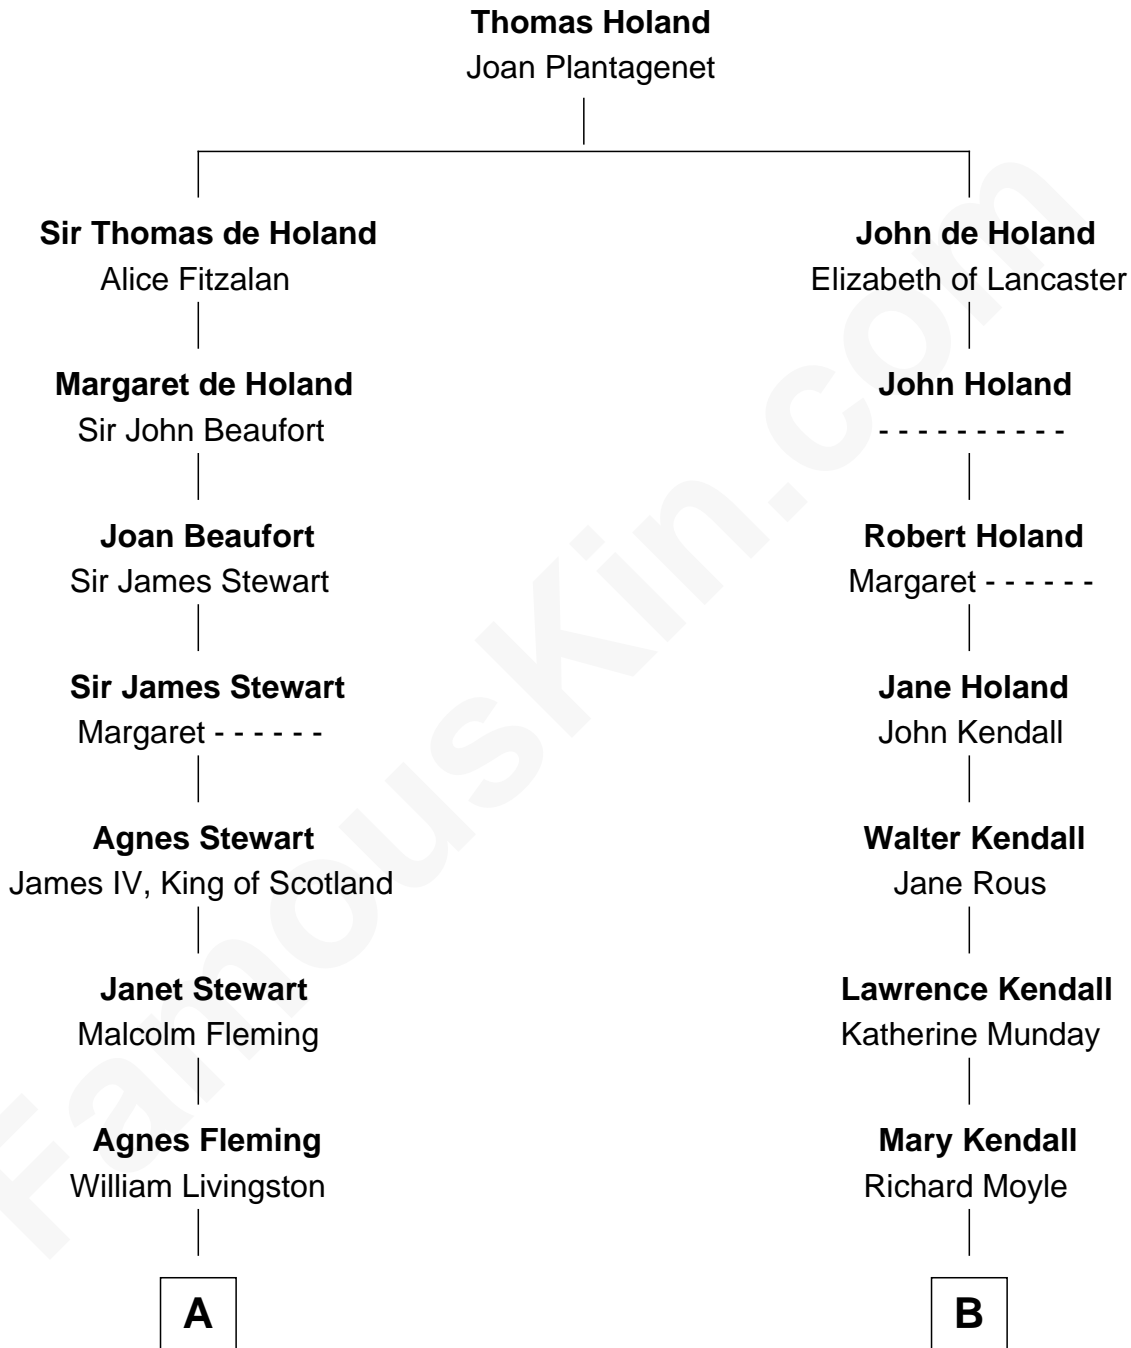 Thomas Holand
Joan Plantagenet
Sir Thomas de Holand
Alice Fitzalan
Margaret de Holand
Sir John Beaufort
Joan Beaufort
Sir James Stewart
Sir James Stewart
Margaret - - - - - -
Agnes Stewart
James IV, King of Scotland
Janet Stewart
Malcolm Fleming
Agnes Fleming
William Livingston
A
John de Holand
Elizabeth of Lancaster
John Holand
- - - - - - - - - -
Robert Holand
Margaret - - - - - -
Jane Holand
John Kendall
Walter Kendall
Jane Rous
Lawrence Kendall
Katherine Munday
Mary Kendall
Richard Moyle
B
FamousKin.com